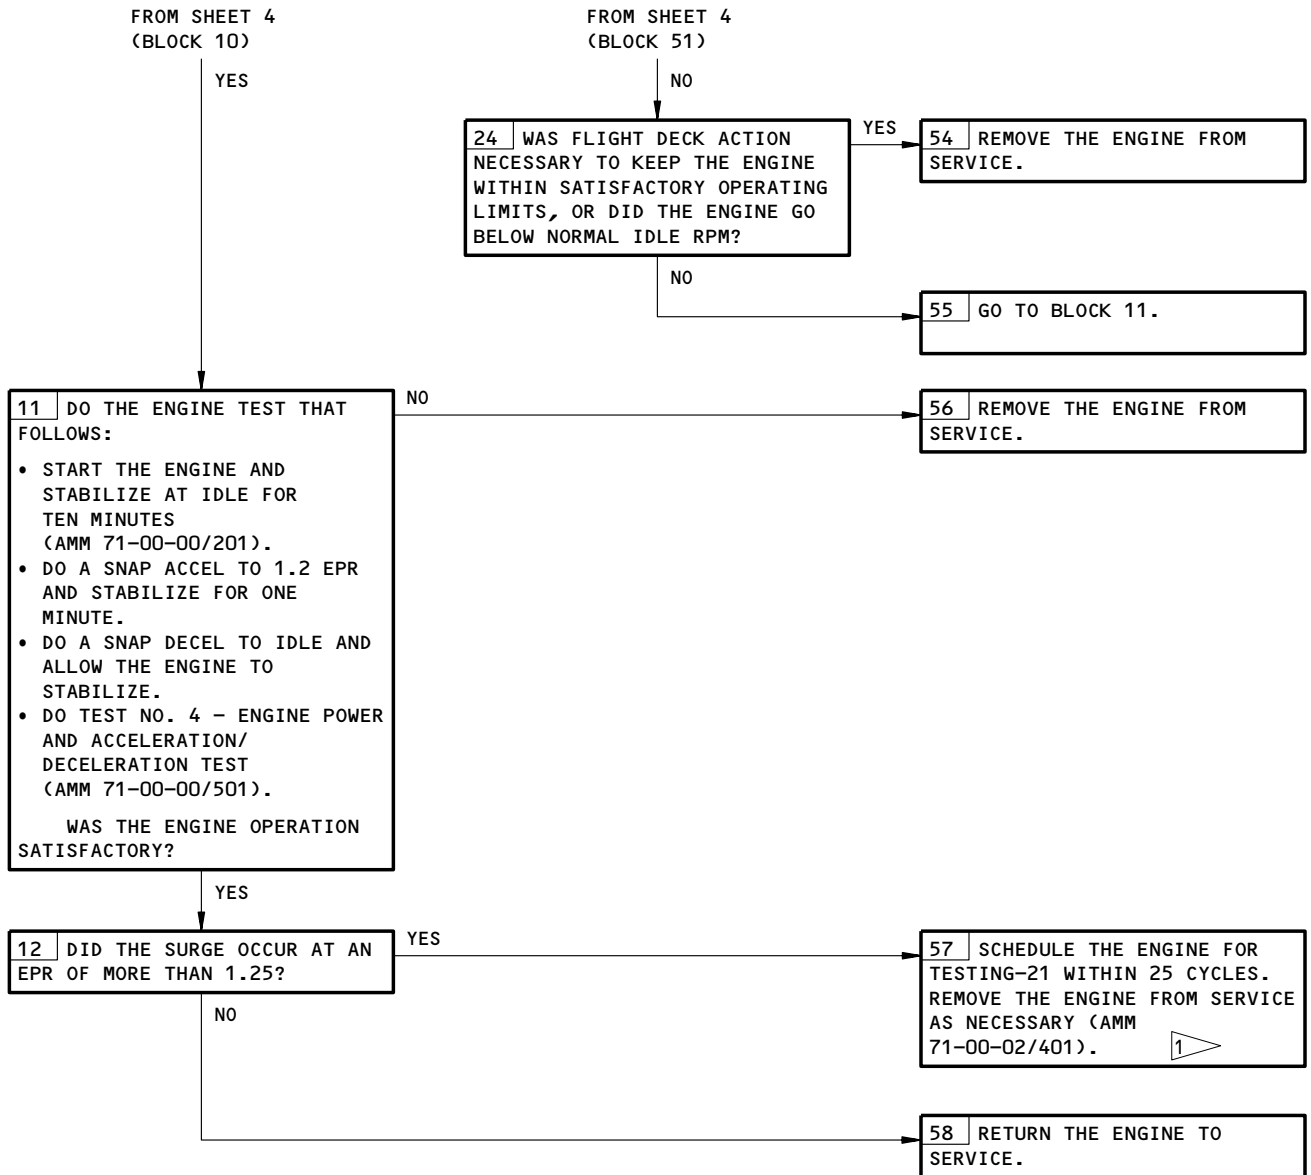 FROM SHEET 4
(BLOCK 10)
YES
FROM SHEET 4
(BLOCK 51)
NO
24 WAS FLIGHT DECK ACTION
NECESSARY TO KEEP THE ENGINE
WITHIN SATISFACTORY OPERATING
LIMITS, OR DID THE ENGINE GO
BELOW NORMAL IDLE RPM?
YES
54 REMOVE THE ENGINE FROM
SERVICE.
NO
55 GO TO BLOCK 11.
11 DO THE ENGINE TEST THAT
FOLLOWS:
• START THE ENGINE AND
STABILIZE AT IDLE FOR
TEN MINUTES
(AMM 71-00-00/201).
• DO A SNAP ACCEL TO 1.2 EPR
AND STABILIZE FOR ONE
MINUTE.
• DO A SNAP DECEL TO IDLE AND
ALLOW THE ENGINE TO
STABILIZE.
• DO TEST NO. 4 - ENGINE POWER
AND ACCELERATION/
DECELERATION TEST
(AMM 71-00-00/501).
WAS THE ENGINE OPERATION
SATISFACTORY?
NO
56 REMOVE THE ENGINE FROM
SERVICE.
YES
12 DID THE SURGE OCCUR AT AN
EPR OF MORE THAN 1.25?
YES
57 SCHEDULE THE ENGINE FOR
TESTING-21 WITHIN 25 CYCLES.
REMOVE THE ENGINE FROM SERVICE
AS NECESSARY (AMM
71-00-02/401). 1
NO
58 RETURN THE ENGINE TO
SERVICE.